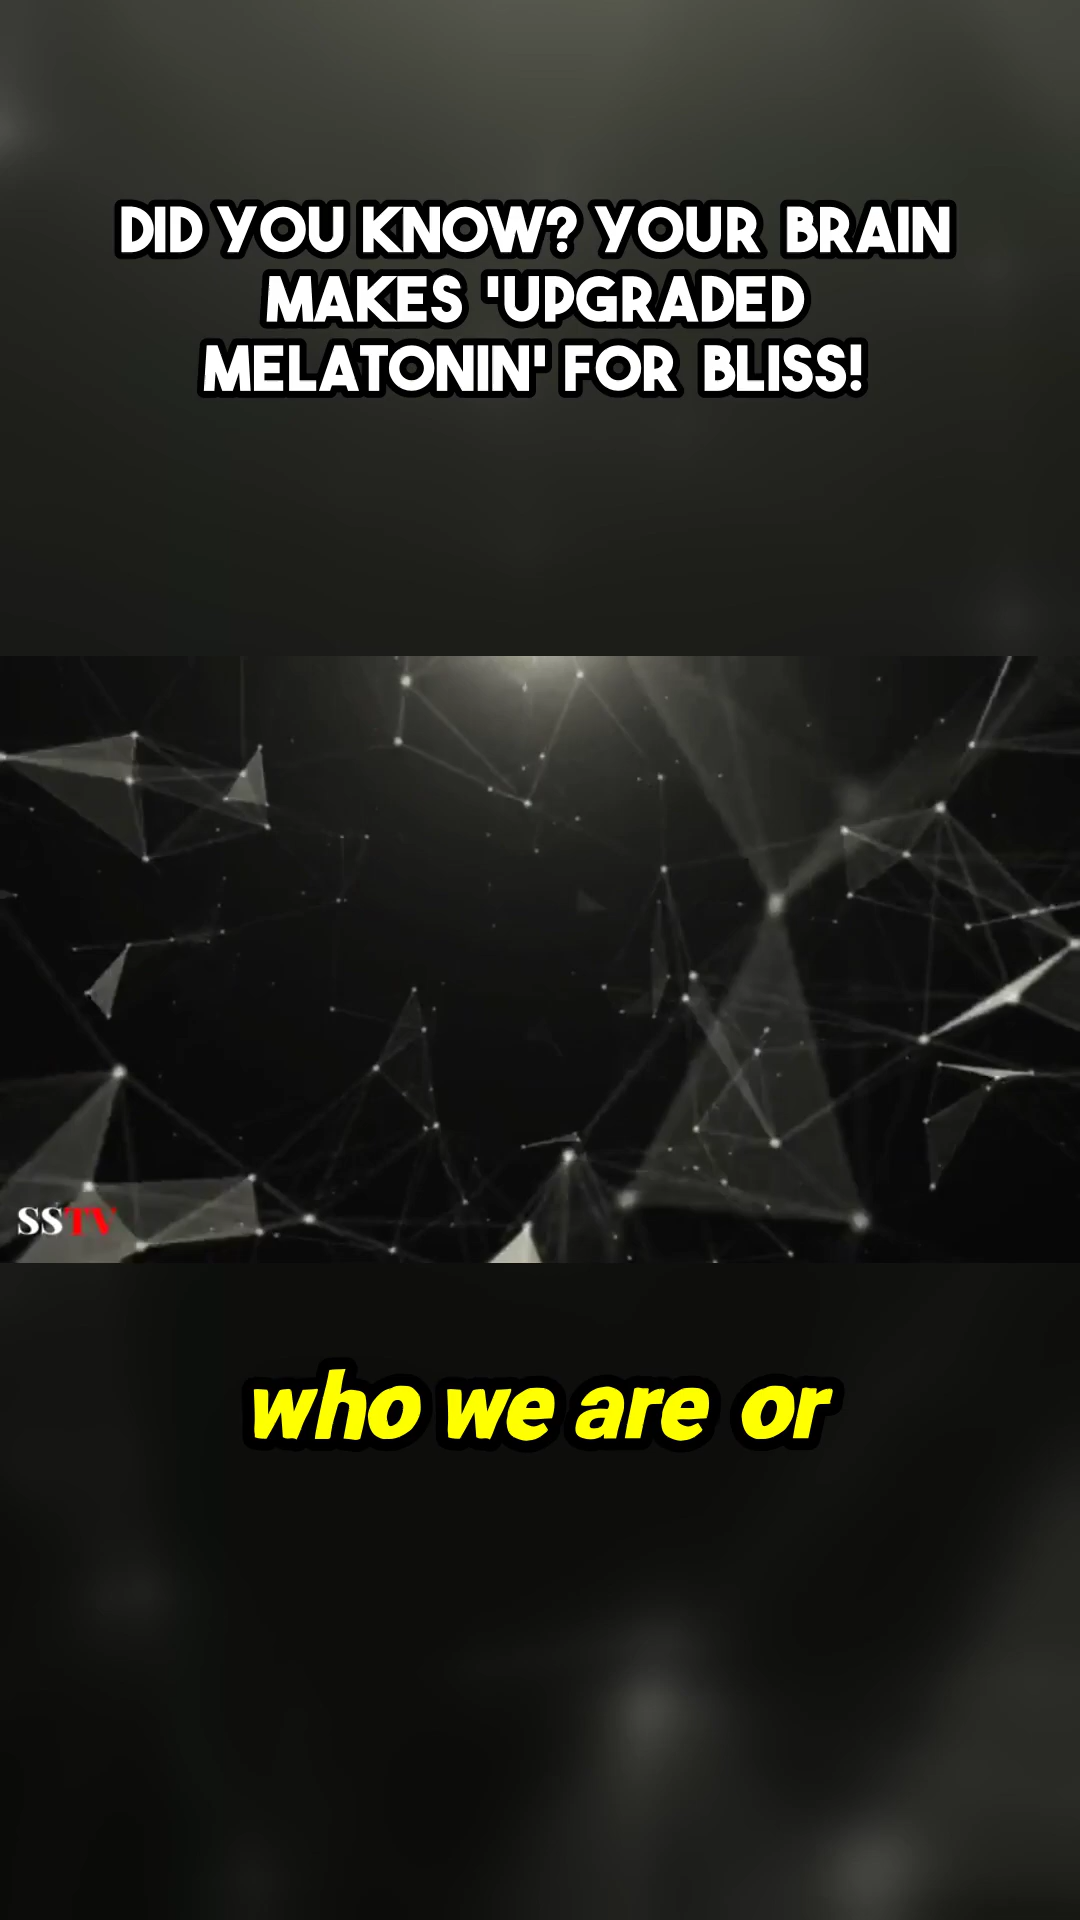 DID YOU KNOW? YOUR BRAIN
MAKES 'UPGRADED
MELATONIN' FOR BLISS!
SSTV
who we are or